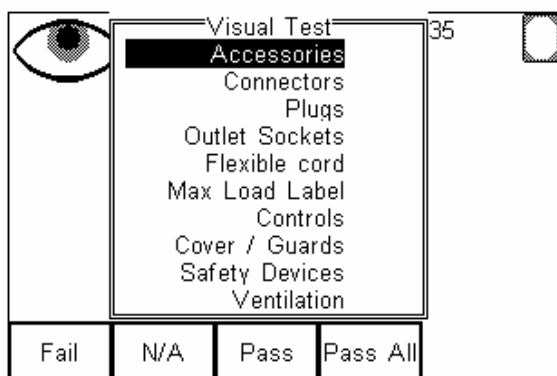 Visual Test
35
Accessories
Connectors
Plugs
Outlet Sockets
Flexible cord
Max Load Label
Controls
Cover / Guards
Safety Devices
Ventilation
Fail N/A Pass Pass All